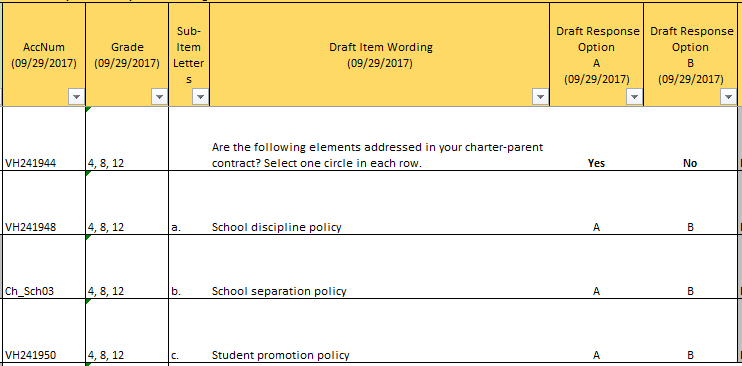 AccNum
(09/29/2017)
Grade
(09/29/2017)
Sub-
Item
Letter
s
Draft Item Wording
(09/29/2017)
Draft Response
Option
A
(09/29/2017)
Draft Response
Option
B
(09/29/2017)
VH241944 4, 8, 12 Are the following elements addressed in your charter-parent
contract? Select one circle in each row. Yes No
VH241948 4, 8, 12 a. School discipline policy A B
Ch_Sch03 4, 8, 12 b. School separation policy A B
VH241950 4, 8, 12 c. Student promotion policy A B